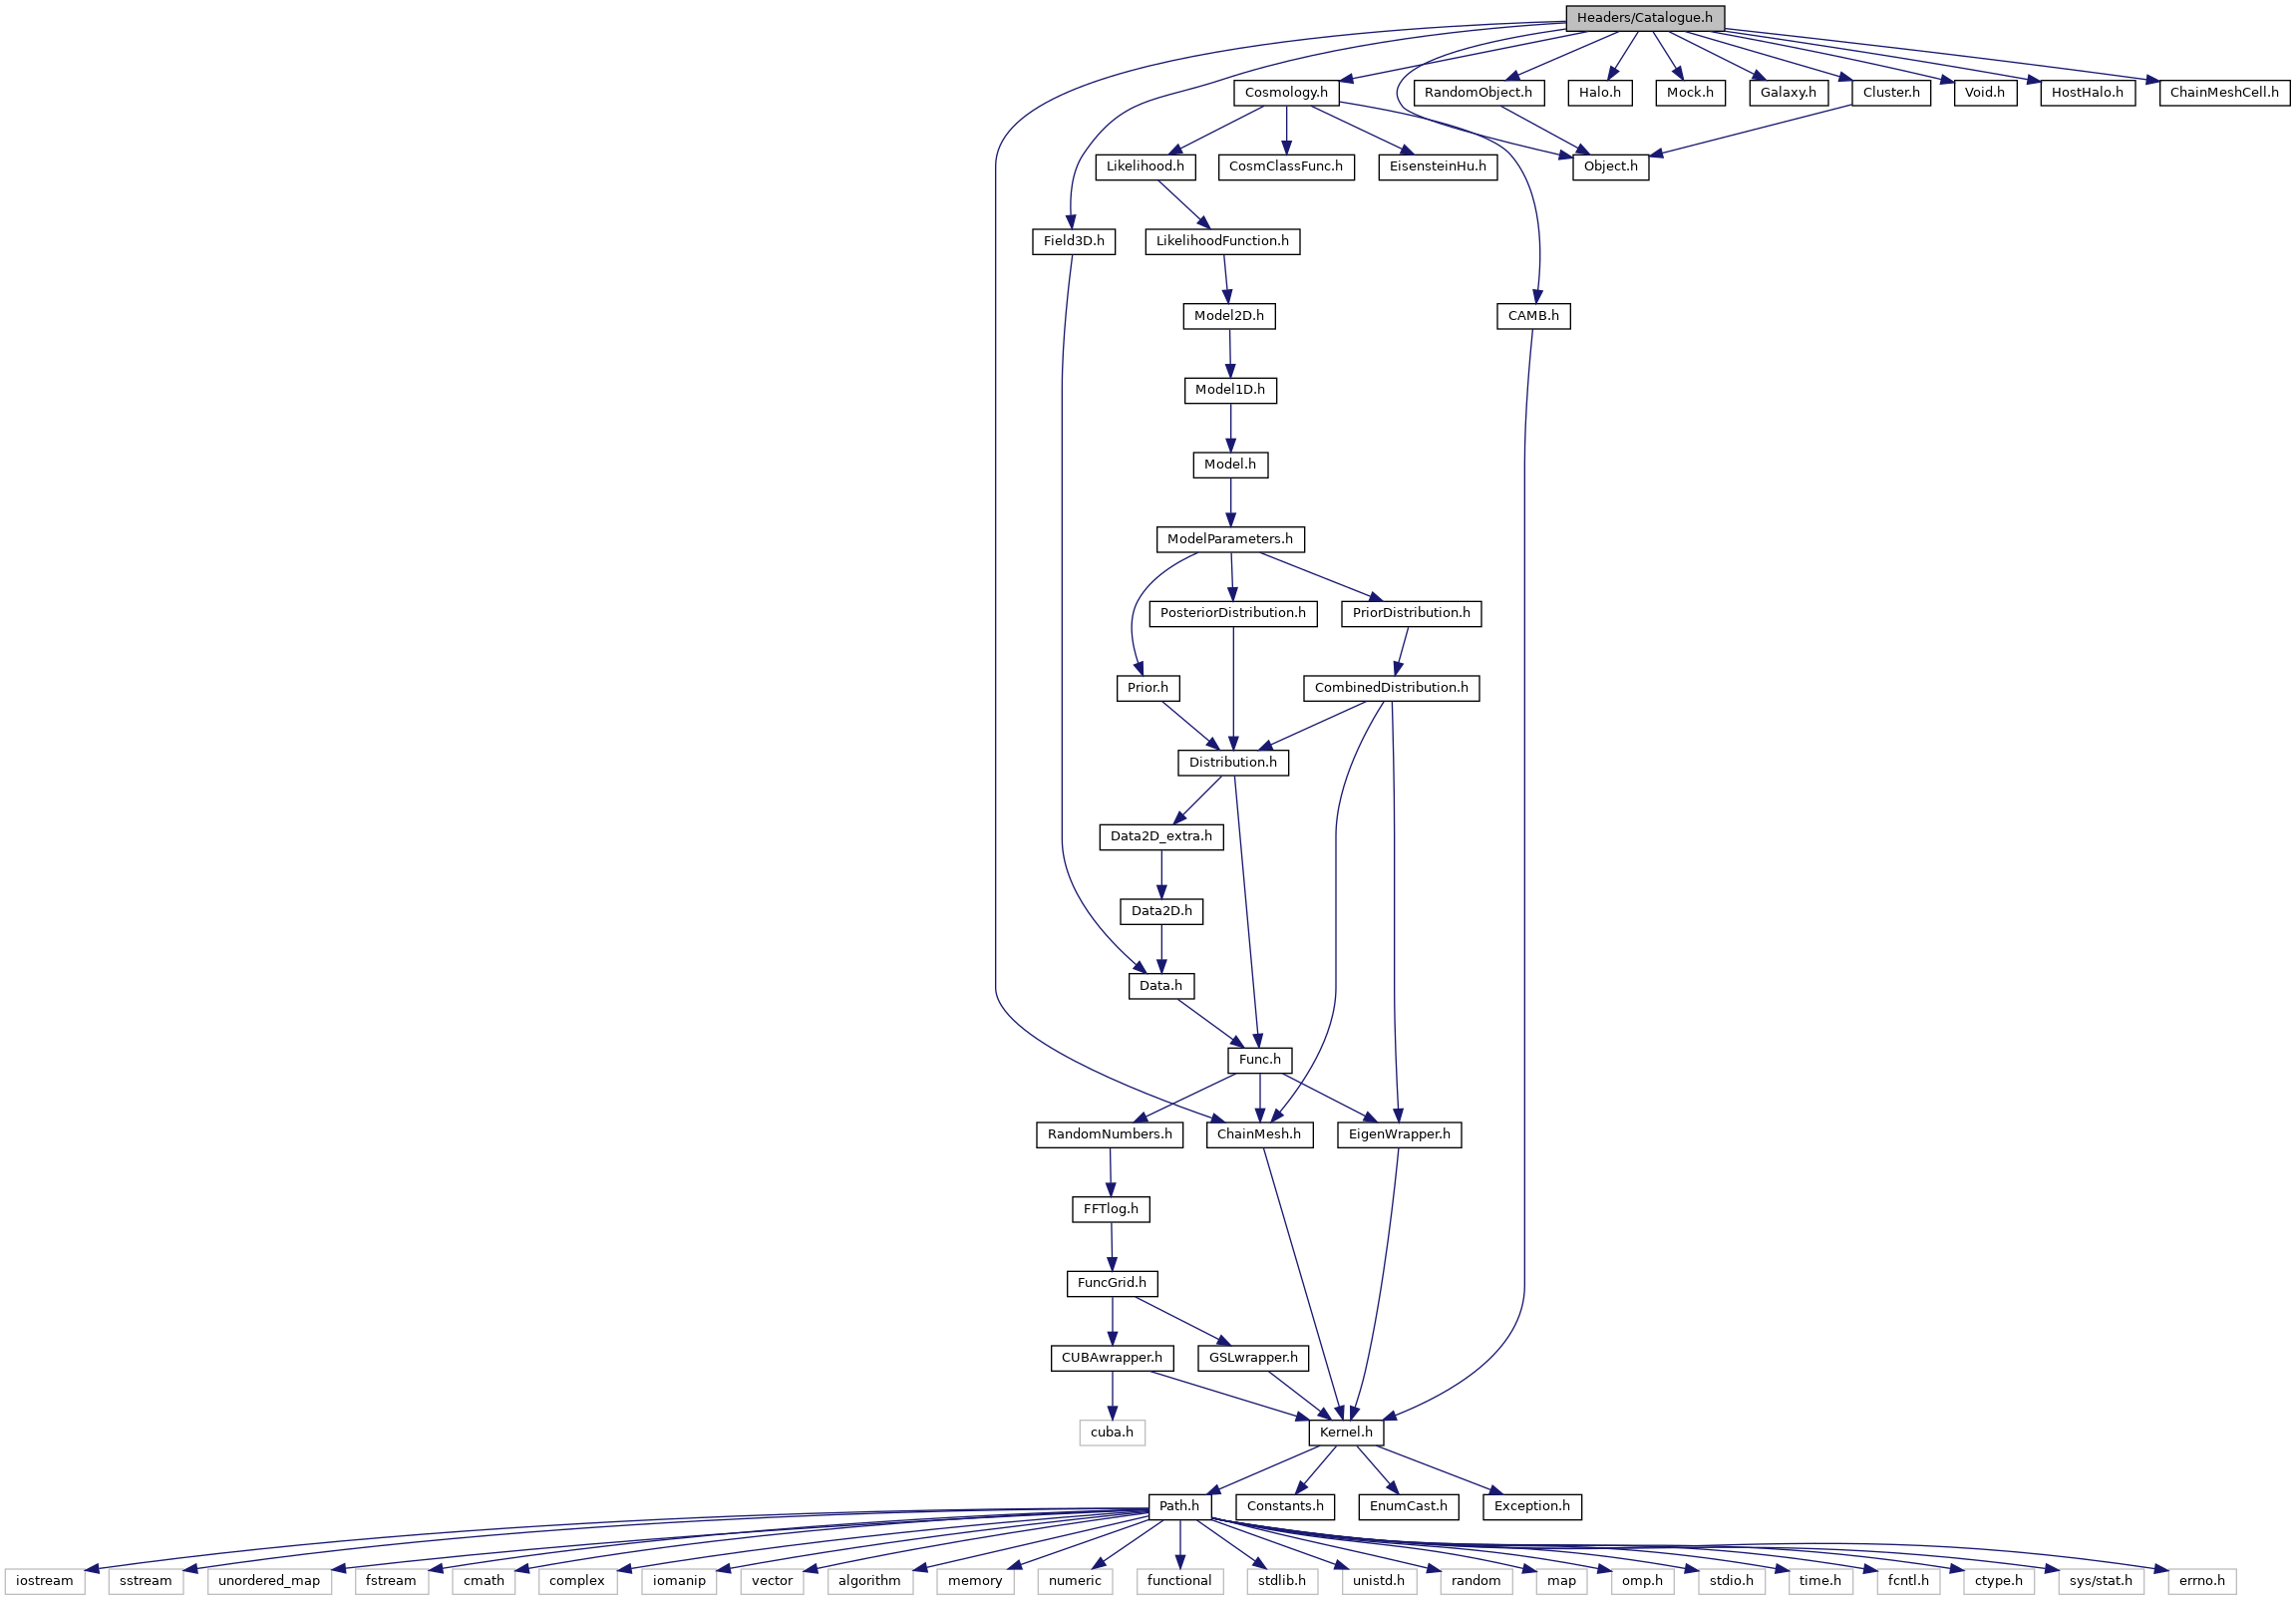 Headers/Catalogue.h
Cosmology.h
RandomObject.h
Halo.h
Mock.h
Galaxy.h
Cluster.h
Void.h
HostHalo.h
ChainMeshCell.h
Likelihood.h
CosmClassFunc.h
EisensteinHu.h
Object.h
Field3D.h
LikelihoodFunction.h
Model2D.h
CAMB.h
Model1D.h
Model.h
ModelParameters.h
PosteriorDistribution.h
PriorDistribution.h
Prior.h
CombinedDistribution.h
Distribution.h
Data2D_extra.h
Data2D.h
Data.h
Func.h
RandomNumbers.h
ChainMesh.h
EigenWrapper.h
FFTlog.h
FuncGrid.h
CUBAwrapper.h
GSLwrapper.h
cuba.h
Kernel.h
Path.h
Constants.h
EnumCast.h
Exception.h
iostream
sstream
unordered_map
fstream
cmath
complex
iomanip
vector
algorithm
memory
numeric
functional
stdlib.h
unistd.h
random
map
omp.h
stdio.h
time.h
fcntl.h
ctype.h
sys/stat.h
errno.h